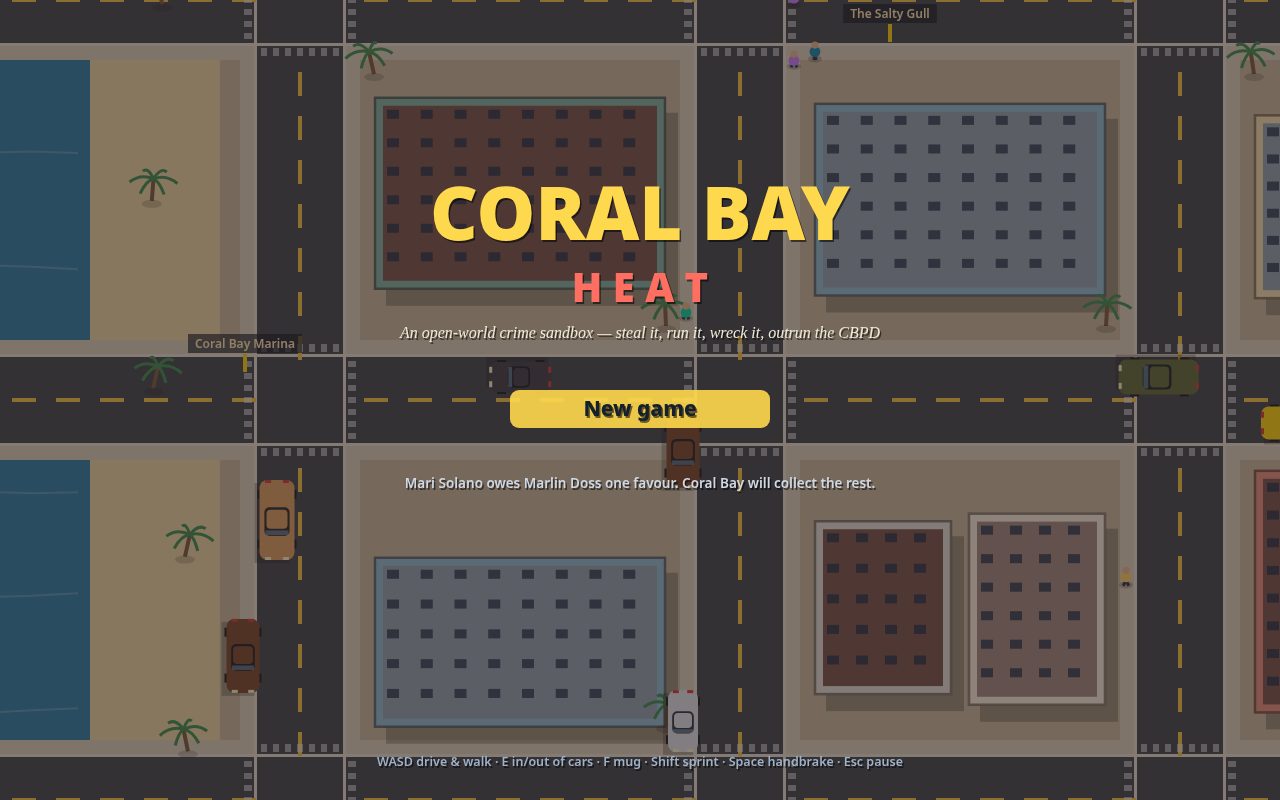 The Salty Gull
CORAL BAY
HEAT
An open-world crime sandbox — steal it, run it, wreck it, outrun the CBPD
Coral Bay Marina
New game
Mari Solano owes Marlin Doss one favour. Coral Bay will collect the rest.
WASD drive & walk · E in/out of cars · F mug · Shift sprint · Space handbrake · Esc pause